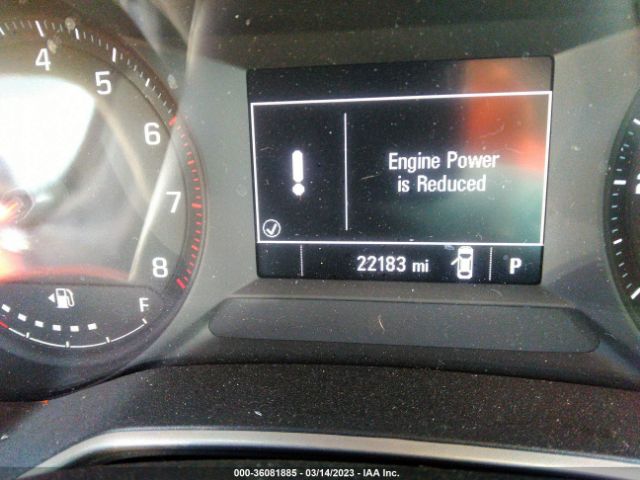 4
5
6
7
8
F
Engine Power
is Reduced
22183 mi
P
000-36081885 - 03/14/2023 - IAA Inc.